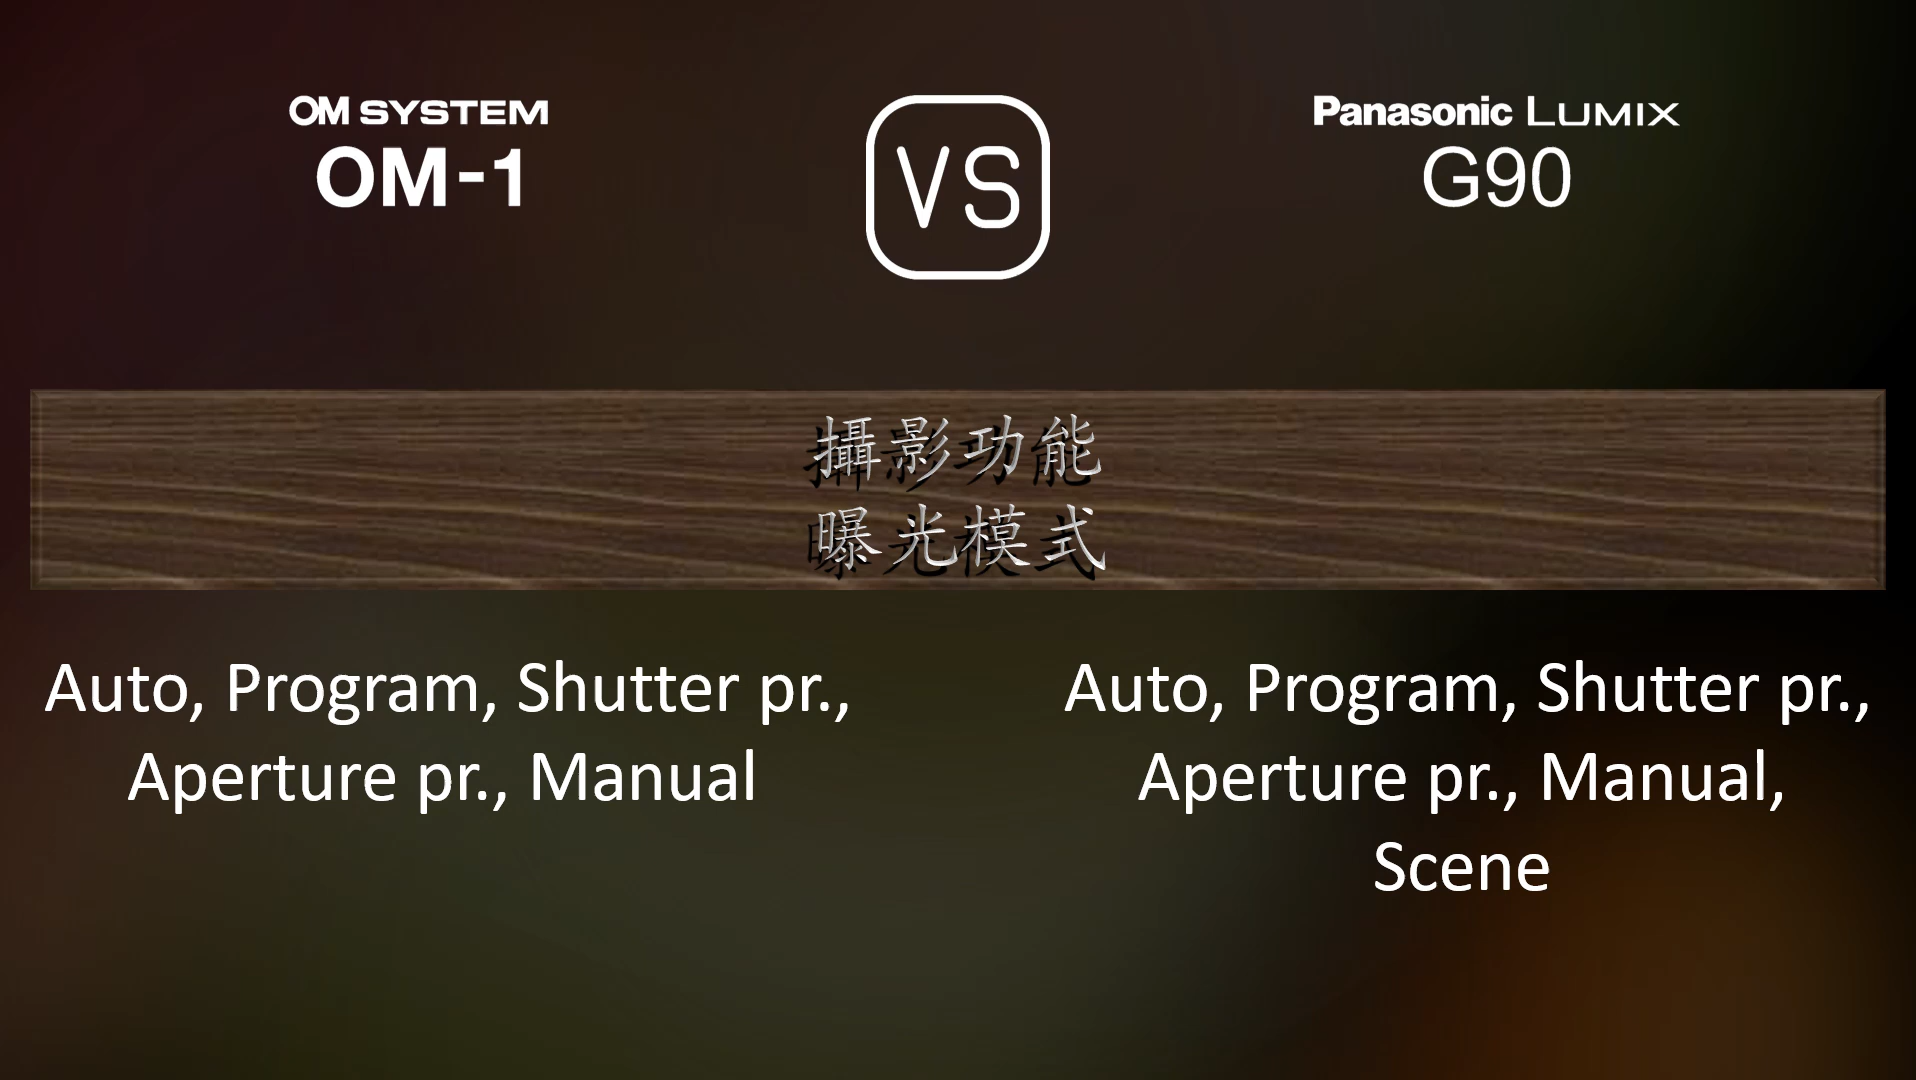 OM SYSTEM
OM-1
VS
Panasonic LUMIX
G90
攝影功能
曝光模式
Auto, Program, Shutter pr.,
Aperture pr., Manual
Auto, Program, Shutter pr.,
Aperture pr., Manual,
Scene